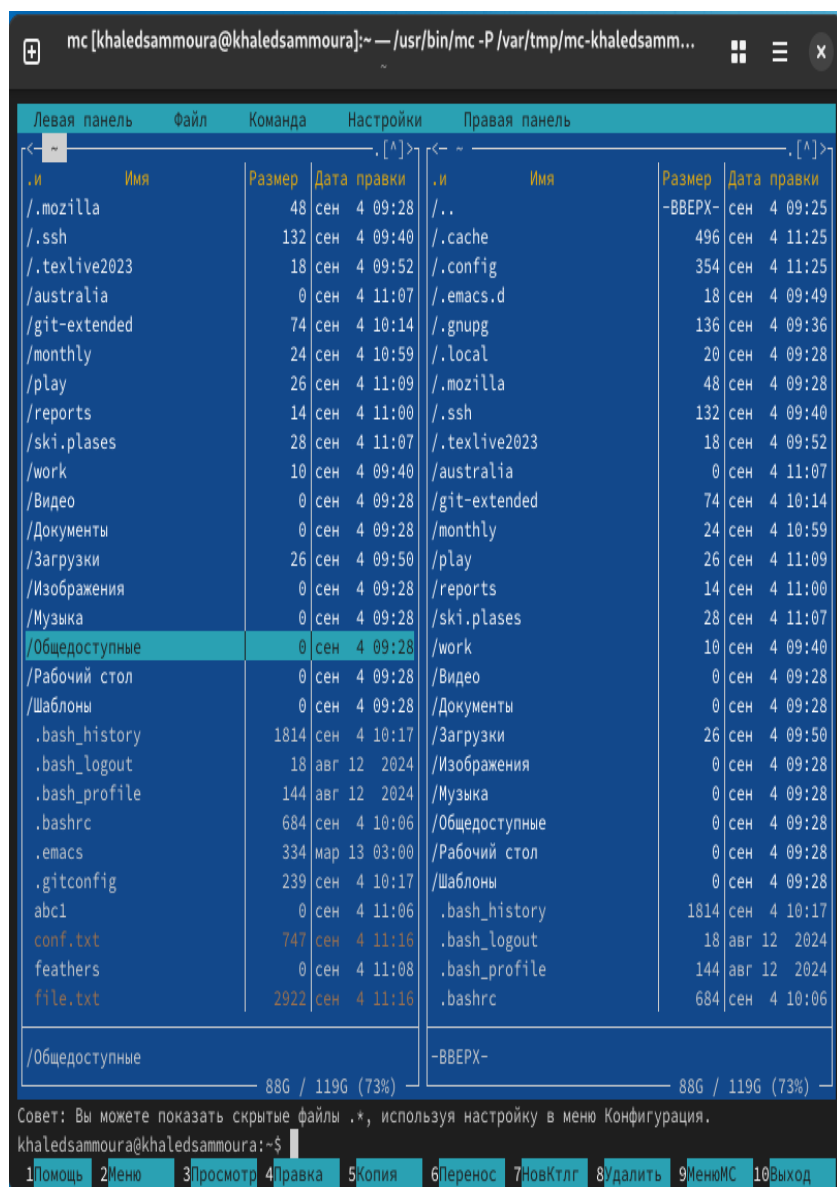 mc [khaledsammoura@khaledsammoura]:~ — /usr/bin/mc -P /var/tmp/mc-khaledsamm...
~
Левая панель Файл Команда Настройки Правая панель
<- ~ .[^]> <- ~ .[^]>
.и Имя Размер Дата правки .и Имя Размер Дата правки
/.mozilla 48 сен 4 09:28 /.. -ВВЕРХ- сен 4 09:25
/.ssh 132 сен 4 09:40 /.cache 496 сен 4 11:25
/.texlive2023 18 сен 4 09:52 /.config 354 сен 4 11:25
/australia 0 сен 4 11:07 /.emacs.d 18 сен 4 09:49
/git-extended 74 сен 4 10:14 /.gnupg 136 сен 4 09:36
/monthly 24 сен 4 10:59 /.local 20 сен 4 09:28
/play 26 сен 4 11:09 /.mozilla 48 сен 4 09:28
/reports 14 сен 4 11:00 /.ssh 132 сен 4 09:40
/ski.plases 28 сен 4 11:07 /.texlive2023 18 сен 4 09:52
/work 10 сен 4 09:40 /australia 0 сен 4 11:07
/Видео 0 сен 4 09:28 /git-extended 74 сен 4 10:14
/Документы 0 сен 4 09:28 /monthly 24 сен 4 10:59
/Загрузки 26 сен 4 09:50 /play 26 сен 4 11:09
/Изображения 0 сен 4 09:28 /reports 14 сен 4 11:00
/Музыка 0 сен 4 09:28 /ski.plases 28 сен 4 11:07
/Общедоступные 0 сен 4 09:28 /work 10 сен 4 09:40
/Рабочий стол 0 сен 4 09:28 /Видео 0 сен 4 09:28
/Шаблоны 0 сен 4 09:28 /Документы 0 сен 4 09:28
.bash_history 1814 сен 4 10:17 /Загрузки 26 сен 4 09:50
.bash_logout 18 авг 12 2024 /Изображения 0 сен 4 09:28
.bash_profile 144 авг 12 2024 /Музыка 0 сен 4 09:28
.bashrc 684 сен 4 10:06 /Общедоступные 0 сен 4 09:28
.emacs 334 мар 13 03:00 /Рабочий стол 0 сен 4 09:28
.gitconfig 239 сен 4 10:17 /Шаблоны 0 сен 4 09:28
abc1 0 сен 4 11:06 .bash_history 1814 сен 4 10:17
conf.txt 747 сен 4 11:16 .bash_logout 18 авг 12 2024
feathers 0 сен 4 11:08 .bash_profile 144 авг 12 2024
file.txt 2922 сен 4 11:16 .bashrc 684 сен 4 10:06
/Общедоступные -ВВЕРХ-
88G / 119G (73%) 88G / 119G (73%)
Совет: Вы можете показать скрытые файлы .*, используя настройку в меню Конфигурация.
khaledsammoura@khaledsammoura:~$
1Помощь 2Меню 3Просмотр 4Правка 5Копия 6Перенос 7НовКтлг 8Удалить 9МенюMC 10Выход